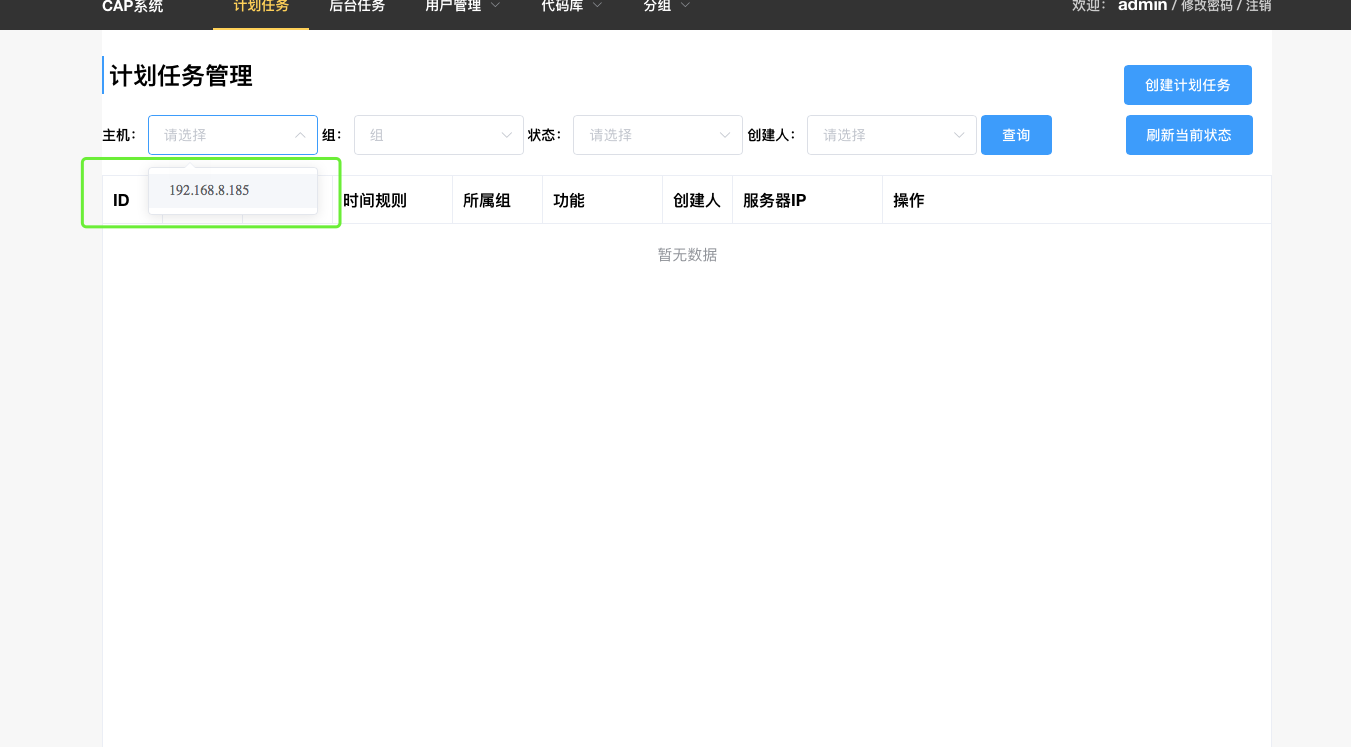 CAP系统 计划任务 后台任务 用户管理 代码库 分组 欢迎: admin / 修改密码 / 注销
计划任务管理
创建计划任务
主机: 请选择 组: 组 状态: 请选择 创建人: 请选择 查询 刷新当前状态
192.168.8.185
ID 时间规则 所属组 功能 创建人 服务器IP 操作
暂无数据